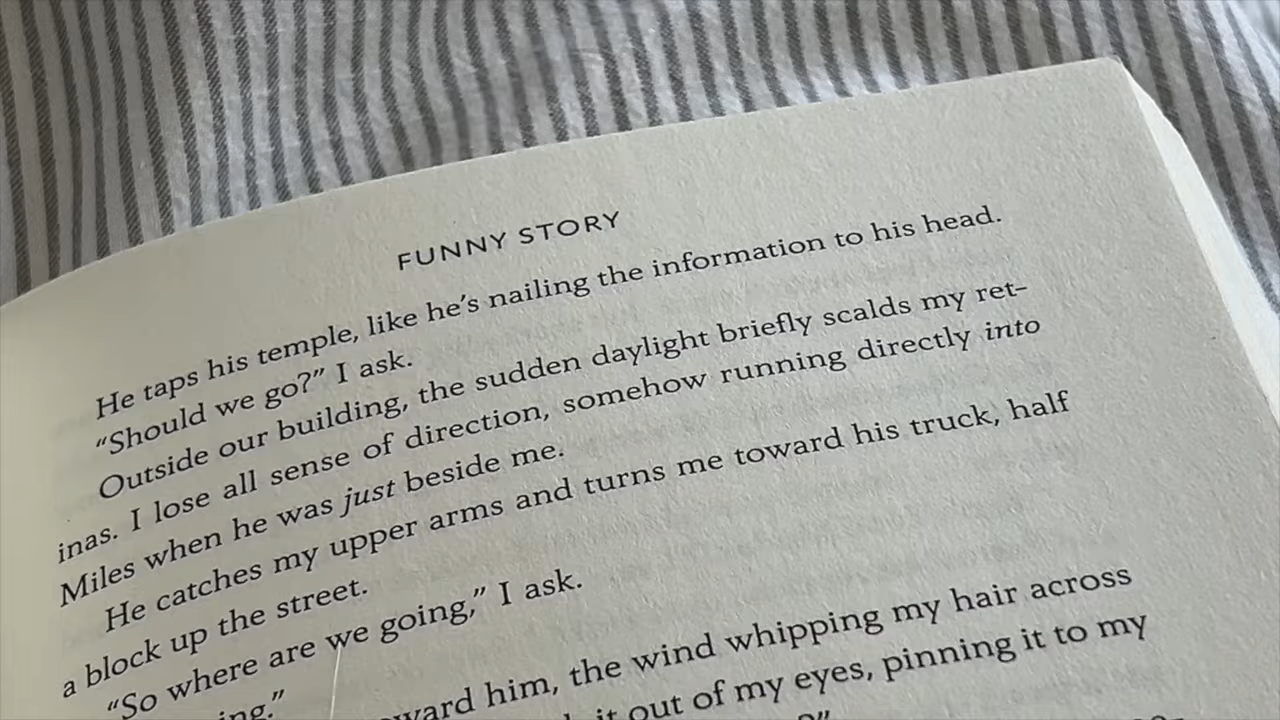 FUNNY STORY
He taps his temple, like he’s nailing the information to his head.
“Should we go?” I ask.
Outside our building, the sudden daylight briefly scalds my ret-
inas. I lose all sense of direction, somehow running directly into
Miles when he was just beside me.
He catches my upper arms and turns me toward his truck, half
a block up the street.
“So where are we going,” I ask.
him, the wind whipping my hair across
it out of my eyes, pinning it to my